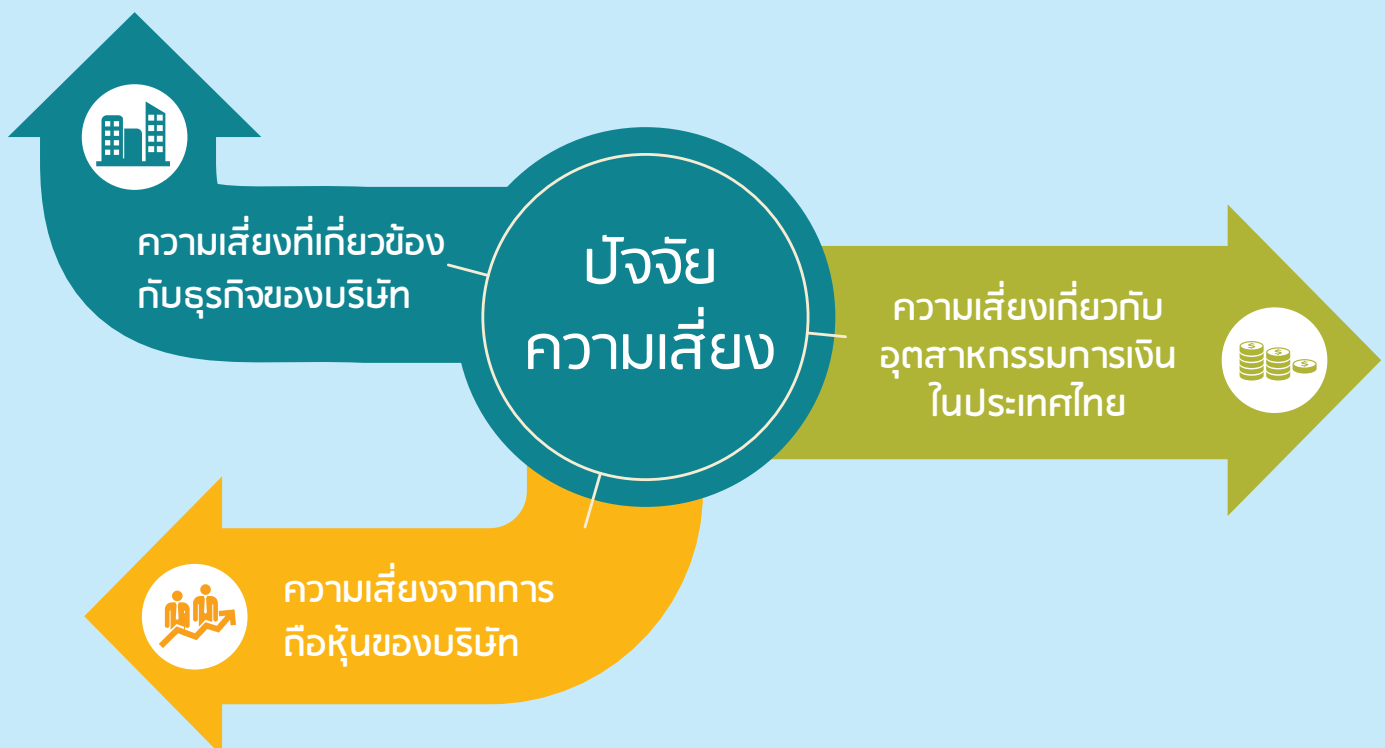 ความเสี่ยงที่เกี่ยวข้อง
กับธุรกิจของบริษัท
ปัจจัย
ความเสี่ยง
ความเสี่ยงเกี่ยวกับ
อุตสาหกรรมการเงิน
ในประเทศไทย
ความเสี่ยงจากการ
ถือหุ้นของบริษัท